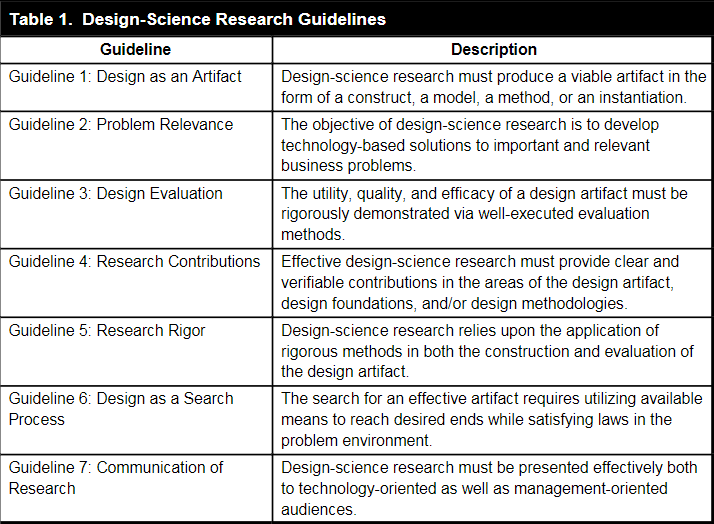 Table 1. Design-Science Research Guidelines
Guideline
Description
Guideline 1: Design as an Artifact
Design-science research must produce a viable artifact in the
form of a construct, a model, a method, or an instantiation.
Guideline 2: Problem Relevance
The objective of design-science research is to develop
technology-based solutions to important and relevant
business problems.
Guideline 3: Design Evaluation
The utility, quality, and efficacy of a design artifact must be
rigorously demonstrated via well-executed evaluation
methods.
Guideline 4: Research Contributions
Effective design-science research must provide clear and
verifiable contributions in the areas of the design artifact,
design foundations, and/or design methodologies.
Guideline 5: Research Rigor
Design-science research relies upon the application of
rigorous methods in both the construction and evaluation of
the design artifact.
Guideline 6: Design as a Search
Process
The search for an effective artifact requires utilizing available
means to reach desired ends while satisfying laws in the
problem environment.
Guideline 7: Communication of
Research
Design-science research must be presented effectively both
to technology-oriented as well as management-oriented
audiences.